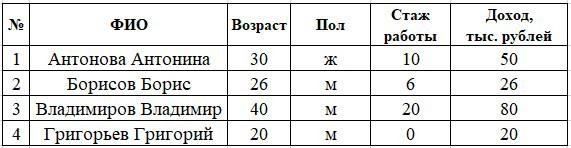 № ФИО Возраст Пол Стаж работы Доход, тыс. рублей
1 Антонова Антонина 30 ж 10 50
2 Борисов Борис 26 м 6 26
3 Владимиров Владимир 40 м 20 80
4 Григорьев Григорий 20 м 0 20